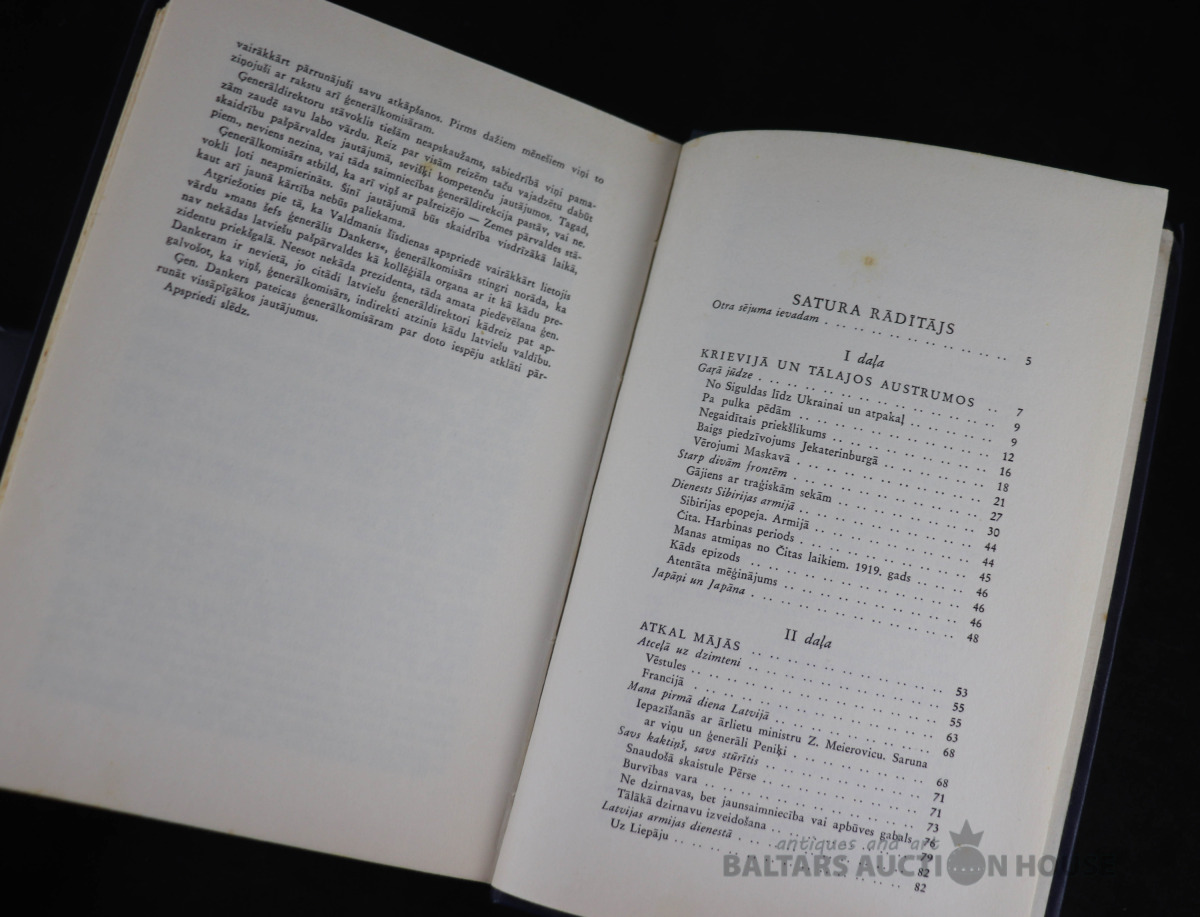 vairākkārt pārrunājuši savu atkāpšanos. Pirms dažiem mēnešiem viņi to
ziņojuši ar rakstu arī ģenerālkomisāram.
Ģenerāldirektoru stāvoklis tiešām neapskaužams, sabiedrībā viņi pama-
zām zaudē savu labo vārdu. Reiz par visām reizēm taču vajadzētu dabūt
skaidrību pašpārvaldes jautājumā, sevišķi kompetenču jautājumos. Tagad,
piem., neviens nezina, vai tāda saimniecības ģenerāldirekcija pastāv, vai ne.
Ģenerālkomisārs atbild, ka arī viņš ar pašreizējo — Zemes pārvaldes stā-
vokli ļoti neapmierināts. Šinī jautājumā būs skaidrība visdrīzākā laikā,
kaut arī jaunā kārtība nebūs paliekama.
Atgriežoties pie tā, ka Valdmanis šīsdienas apspriedē vairākkārt lietojis
vārdu »mans šefs ģenerālis Dankers«, ģenerālkomisārs stingri norāda, ka
nav nekādas latviešu pašpārvaldes kā kollēģiāla organa ar it kā kādu pre-
zidentu priekšgalā. Neesot nekāda prezidenta, tāda amata piedēvēšana ģen.
Dankeram ir nevietā, jo citādi latviešu ģenerāldirektori kādreiz pat ap-
galvošot, ka viņš, ģenerālkomisārs, indirekti atzinis kādu latviešu valdību.
Ģen. Dankers pateicas ģenerālkomisāram par doto iespēju atklāti pār-
runāt vissāpīgākos jautājumus.
Apspriedi slēdz.
SATURA RĀDĪTĀJS
Otra sējuma ievadam . . . . . . . . . . 5
I daļa
KRIEVIJĀ UN TĀLAJOS AUSTRUMOS . . 7
Gaŗā jūdze . . . . . . . . . . 9
No Siguldas līdz Ukrainai un atpakaļ . . . . . . 9
Pa pulka pēdām . . . . . . . . . . 12
Negaidītais priekšlikums . . . . . . . . . . 16
Baigs piedzīvojums Jekaterinburgā . . . . . . . . 18
Vērojumi Maskavā . . . . . . . . . . 21
Starp divām frontēm . . . . . . . . . . 27
Gājiens ar traģiskām sekām . . . . . . . . 30
Dienests Sibirijas armijā . . . . . . . . . . 44
Sibirijas epopeja. Armijā . . . . . . . . . . 44
Čita. Harbinas periods . . . . . . . . . . 45
Manas atmiņas no Čitas laikiem. 1919. gads . . . . 46
Kāds epizods . . . . . . . . . . 46
Atentāta mēģinājums . . . . . . . . . . 46
Japāņi un Japāna . . . . . . . . . . 48
II daļa
ATKAL MĀJĀS . . . . . . . . . . 53
Atceļā uz dzimteni . . . . . . . . . . 55
Vēstules . . . . . . . . . . 55
Francijā . . . . . . . . . . 63
Mana pirmā diena Latvijā . . . . . . . . . . 68
Iepazīšanās ar ārlietu ministru Z. Meierovicu. Saruna
ar viņu un ģenerāli Peniķi . . . . . . . . 68
Savs kaktiņš, savs stūrītis . . . . . . . . . . 71
Snaudošā skaistule Pērse . . . . . . . . . . 71
Burvības vara . . . . . . . . . . 73
Ne dzirnavas, bet jaunsaimniecība vai apbūves gabals . . 76
Tālākā dzirnavu izveidošana . . . . . . . . 79
Latvijas armijas dienestā . . . . . . . . . . 82
Uz Liepāju . . . . . . . . . . 82
antiques and art
BALTARS AUCTION HOUSE